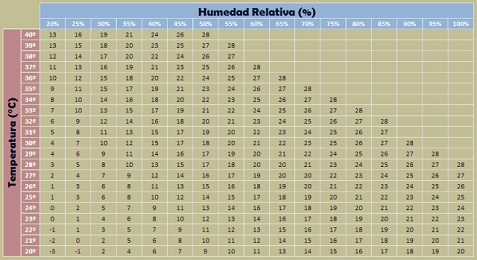 Humedad Relativa (%)
20% 25% 30% 35% 40% 45% 50% 55% 60% 65% 70% 75% 80% 85% 90% 95% 100%
Temperatura (ºC)
40º 13 16 19 21 24 26 28
39º 13 15 18 20 23 25 27 28
38º 12 14 17 20 22 24 26 27
37º 11 13 16 19 21 23 25 26 28
36º 10 12 15 18 20 22 24 25 27 28
35º 9 11 15 17 19 21 23 24 26 27 28
34º 8 10 14 16 18 20 22 23 25 26 27 28
33º 7 10 13 15 17 19 21 22 24 25 26 27 28
32º 6 9 12 14 16 18 20 21 23 24 25 26 27 28
31º 5 8 11 13 15 17 19 20 22 23 24 25 26 27
30º 4 7 10 12 15 17 18 20 21 22 23 25 26 27 28
29º 4 6 9 11 14 16 17 19 20 21 22 24 25 26 27 28
28º 3 5 8 10 13 15 17 18 20 20 21 23 24 25 26 27 28
27º 2 4 7 9 12 14 16 17 18 19 20 22 23 24 25 26 27
26º 1 3 6 8 11 13 15 16 18 19 20 21 22 23 24 25 26
25º 1 3 6 8 10 12 14 15 17 18 19 20 21 22 23 24 25
24º 0 2 5 7 9 11 13 14 16 17 18 19 20 21 22 23 24
23º 0 1 4 6 8 10 12 13 14 16 17 18 19 20 21 22 23
22º -1 1 3 5 7 9 11 12 13 15 16 17 18 19 20 21 22
21º -2 0 2 5 6 8 10 11 12 14 15 16 17 18 19 20 21
20º -3 -1 2 4 6 7 9 10 11 13 14 15 16 17 18 19 20